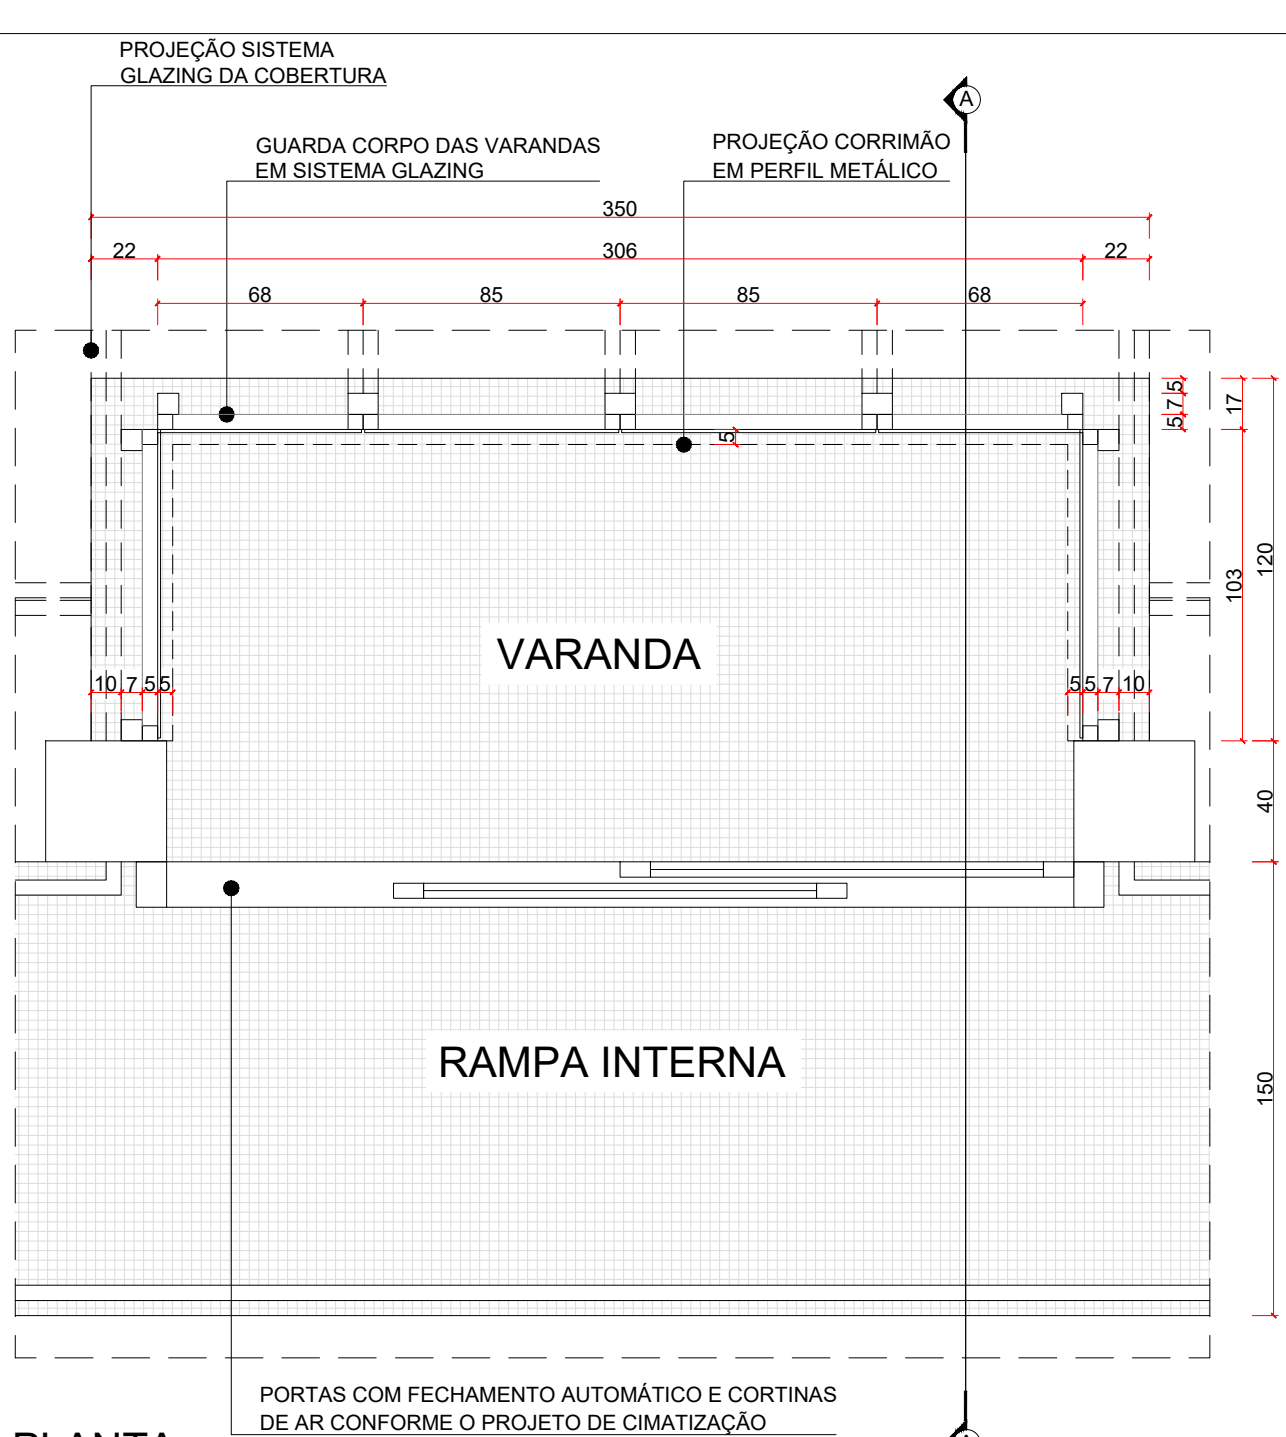 PROJEÇÃO SISTEMA
GLAZING DA COBERTURA
A
GUARDA CORPO DAS VARANDAS
EM SISTEMA GLAZING
PROJEÇÃO CORRIMÃO
EM PERFIL METÁLICO
350
22
306
22
68
85
85
68
5
7
5
17
5
120
103
10
7
5
5
5
5
7
10
VARANDA
40
RAMPA INTERNA
150
PORTAS COM FECHAMENTO AUTOMÁTICO E CORTINAS
DE AR CONFORME O PROJETO DE CIMATIZAÇÃO
PLANTA